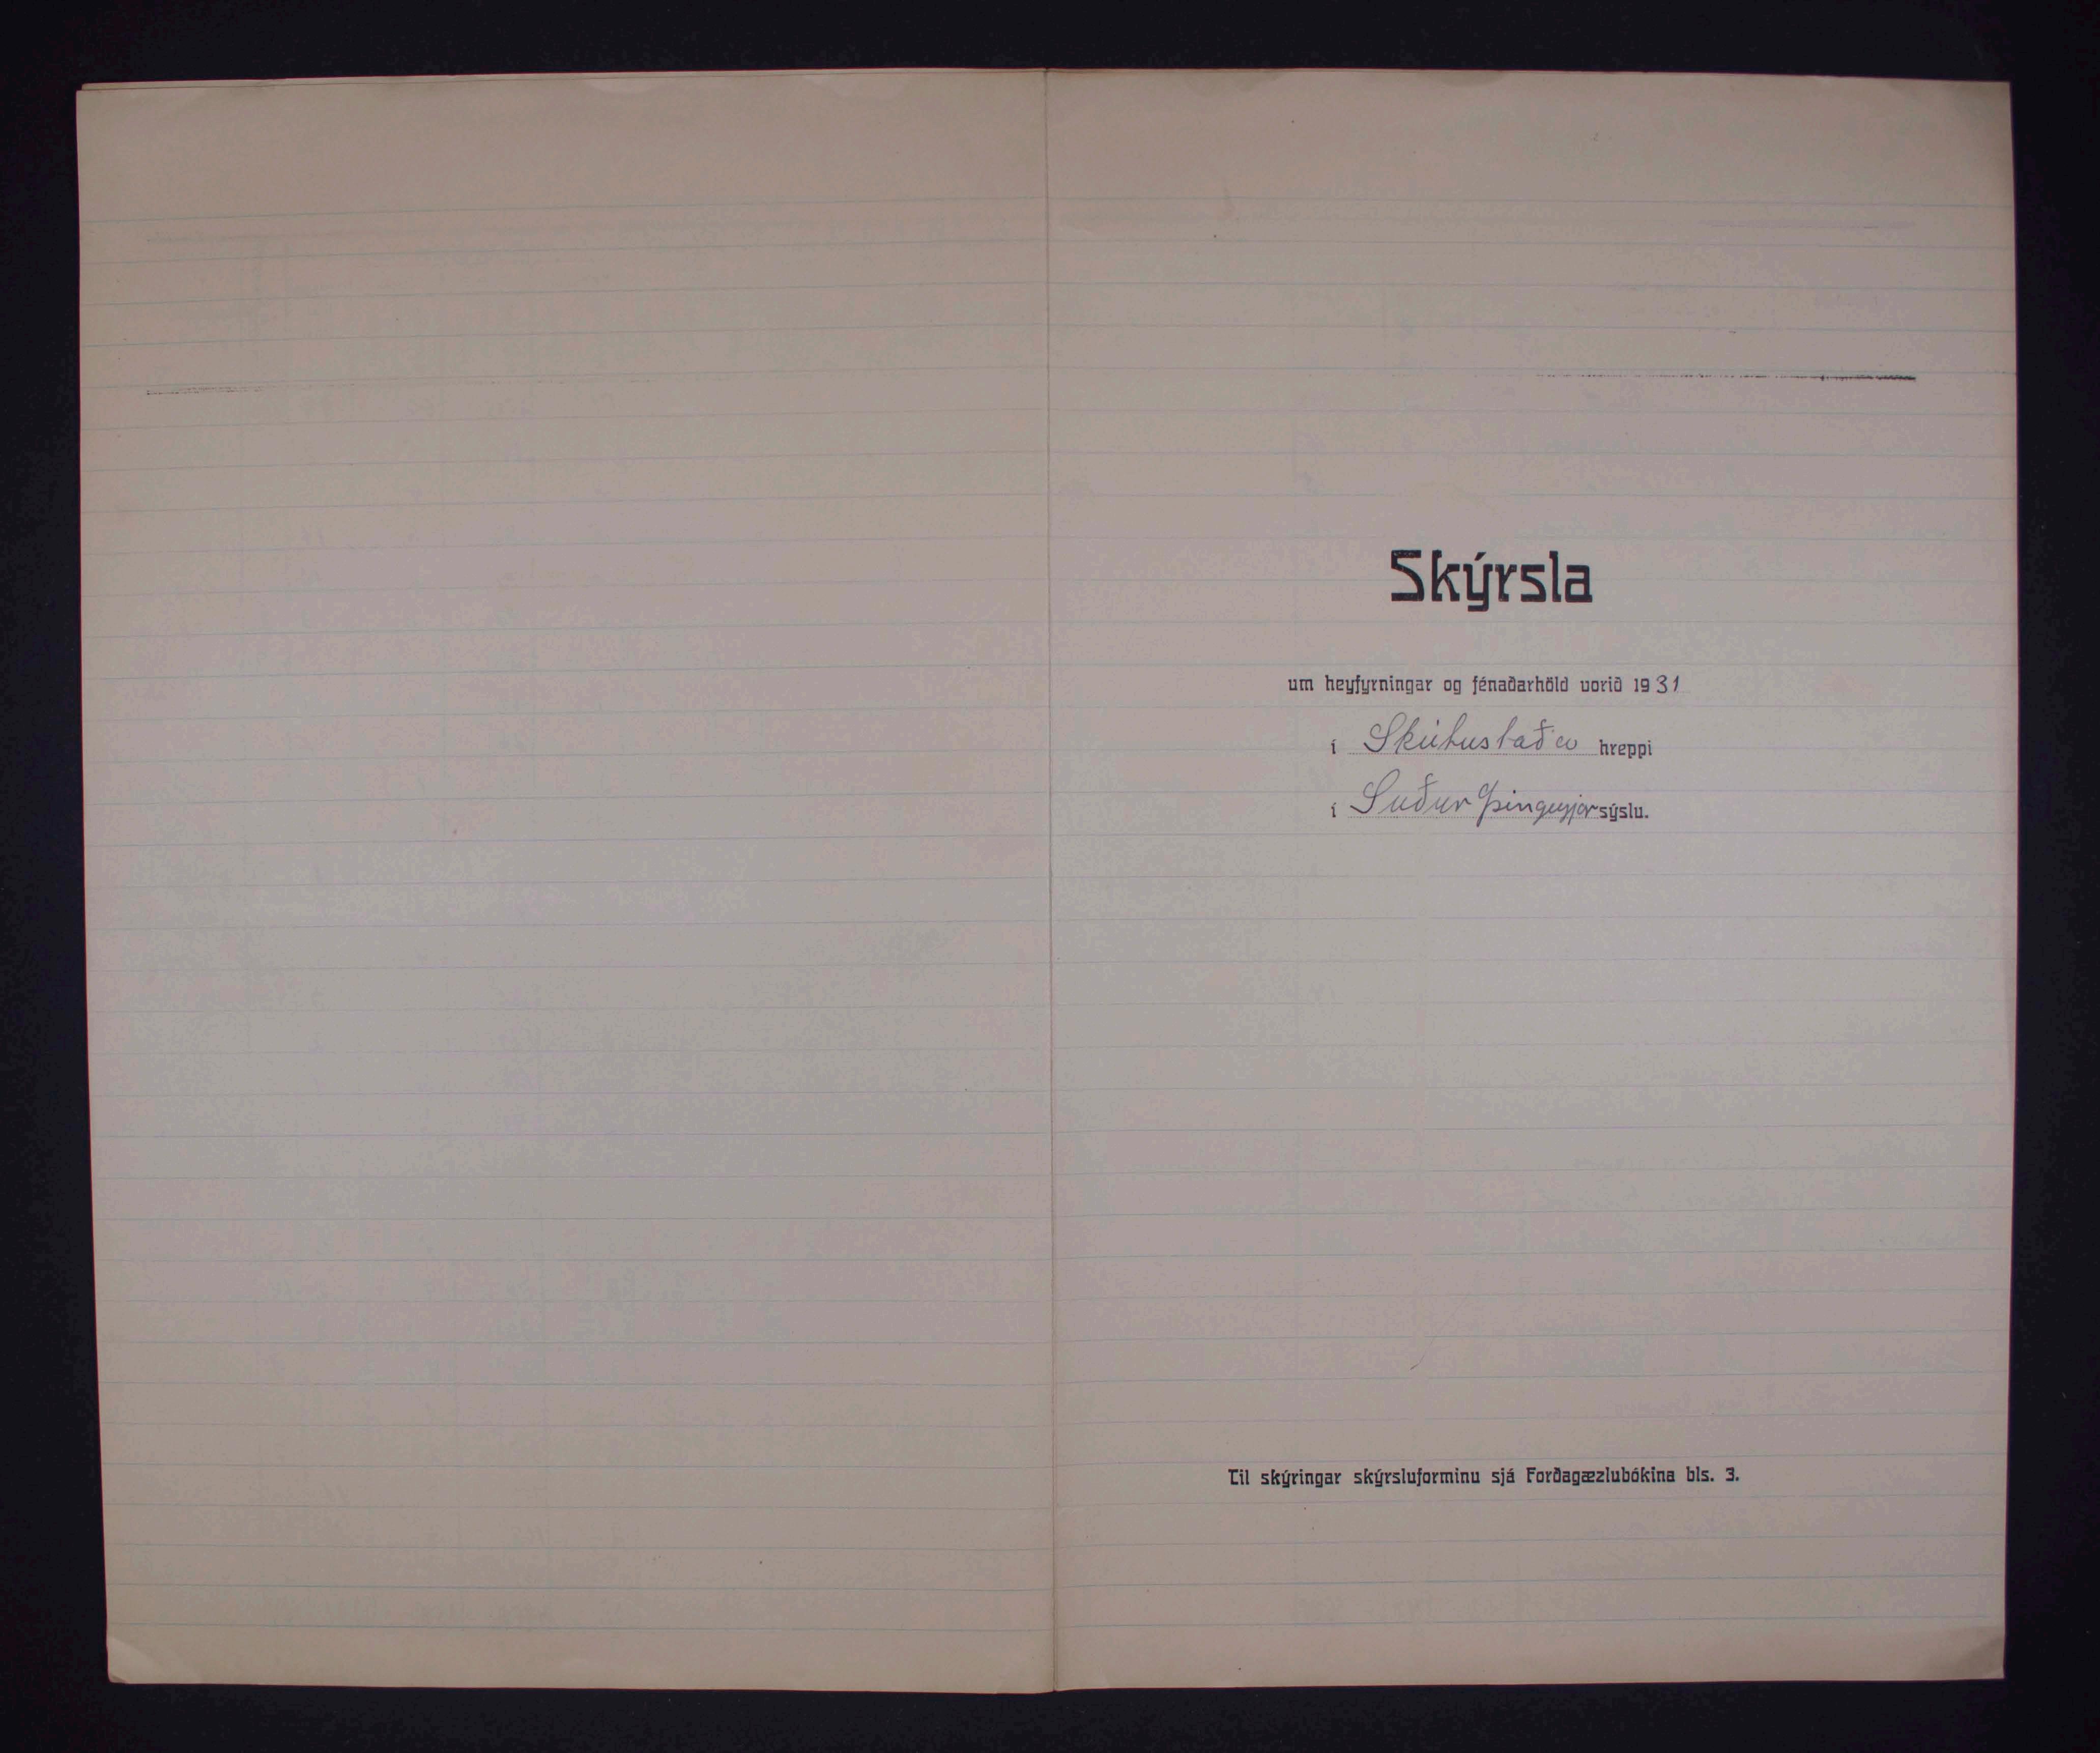 Skýrsla
um heyfyrningar og fénaðarhöld vorið 1931
í Skútustaða hreppi
í Suður Þingeyjarsýslu.
Til skýringar skýrsluforminu sjá Forðagæzlubókina bls. 3.